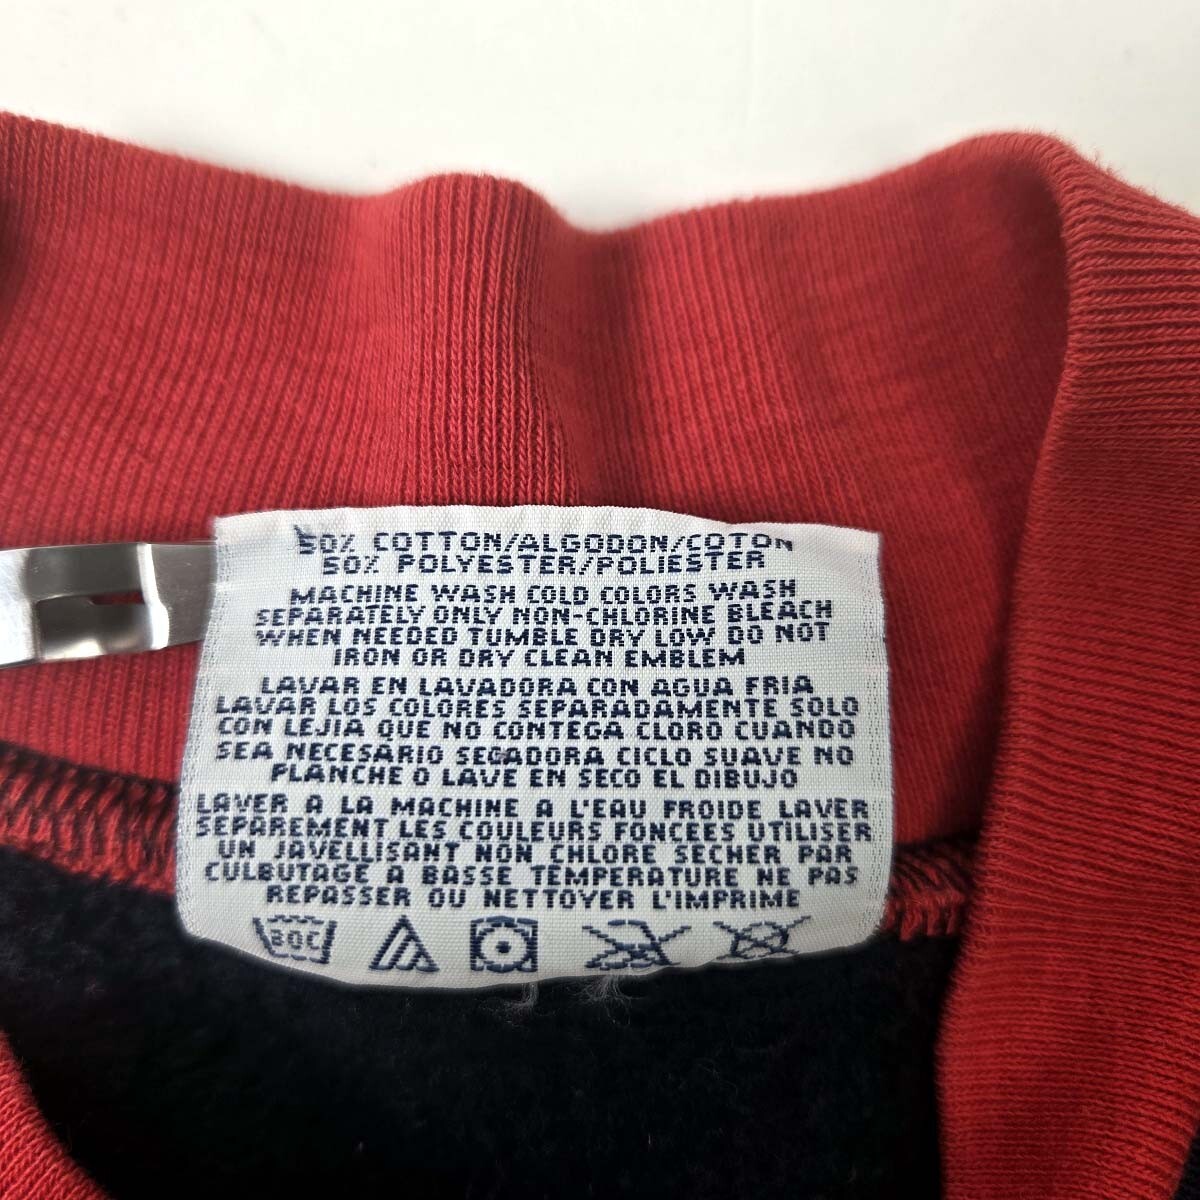 50% COTTON/ALGODON/COTON
50% POLYESTER/POLIESTER
MACHINE WASH COLD COLORS WASH
SEPARATELY ONLY NON-CHLORINE BLEACH
WHEN NEEDED TUMBLE DRY LOW DO NOT
IRON OR DRY CLEAN EMBLEM
LAVAR EN LAVADORA CON AGUA FRIA
LAVAR LOS COLORES SEPARADAMENTE SOLO
CON LEJIA QUE NO CONTEGA CLORO CUANDO
SEA NECESARIO SECADORA CICLO SUAVE NO
PLANCHE O LAVE EN SECO EL DIBUJO
LAVER A LA MACHINE A L'EAU FROIDE LAVER
SEPAREMENT LES COULEURS FONCEES UTILISER
UN JAVELLISANT NON CHLORE SECHER PAR
CULBUTAGE A BASSE TEMPERATURE NE PAS
REPASSER OU NETTOYER L'IMPRIME
80C